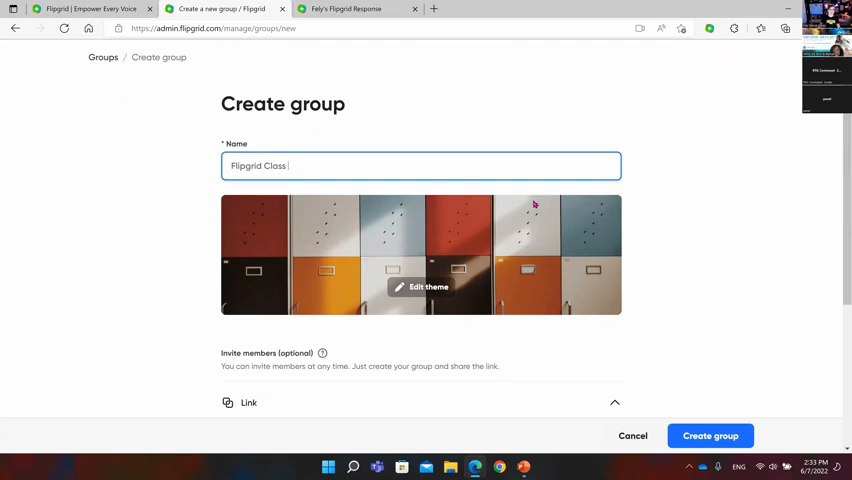 Flipgrid | Empower Every Voice
Create a new group / Flipgrid
Fely's Flipgrid Response
https://admin.flipgrid.com/manage/groups/new
Groups / Create group
Create group
* Name
Flipgrid Class
Edit theme
Invite members (optional)
You can invite members at any time. Just create your group and share the link.
Link
Cancel
Create group
ENG
2:33 PM
6/7/2022